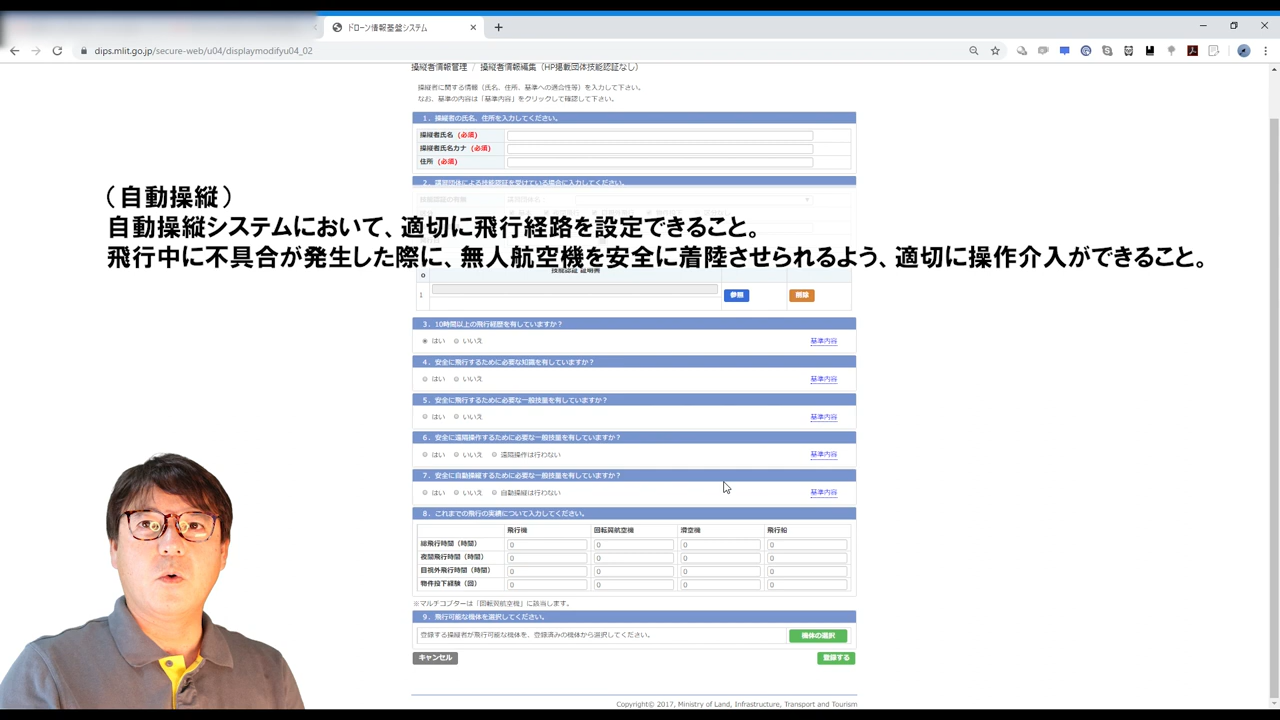 ドローン情報基盤システム
dips.mlit.go.jp/secure-web/u04/displaymodifyu04_02
操縦者情報管理 / 操縦者情報編集（HP掲載団体技能認証なし）
操縦者に関する情報（氏名、住所、基準への適合性等）を入力して下さい。
なお、基準の内容は「基準内容」をクリックして確認して下さい。
１．操縦者の氏名、住所を入力してください。
操縦者氏名 (必須)
操縦者氏名カナ (必須)
住所 (必須)
（自動操縦）
自動操縦システムにおいて、適切に飛行経路を設定できること。
飛行中に不具合が発生した際に、無人航空機を安全に着陸させられるよう、適切に操作介入ができること。
技能認証 証明書
1 参照 削除
３．10時間以上の飛行経歴を有していますか？
はい いいえ 基準内容
４．安全に飛行するために必要な知識を有していますか？
はい いいえ 基準内容
５．安全に飛行するために必要な一般技量を有していますか？
はい いいえ 基準内容
６．安全に遠隔操作するために必要な一般技量を有していますか？
はい いいえ 遠隔操作は行わない 基準内容
７．安全に自動操縦するために必要な一般技量を有していますか？
はい いいえ 自動操縦は行わない 基準内容
８．これまでの飛行の実績について入力してください。
飛行機 回転翼航空機 滑空機 飛行船
総飛行時間（時間） 0 0 0 0
夜間飛行時間（時間） 0 0 0 0
目視外飛行時間（時間） 0 0 0 0
物件投下経験（回） 0 0 0 0
※マルチコプターは「回転翼航空機」に該当します。
９．飛行可能な機体を選択してください。
登録する操縦者が飛行可能な機体を、登録済みの機体から選択してください。 機体の選択
キャンセル 登録する
Copyright© 2017, Ministry of Land, Infrastructure, Transport and Tourism